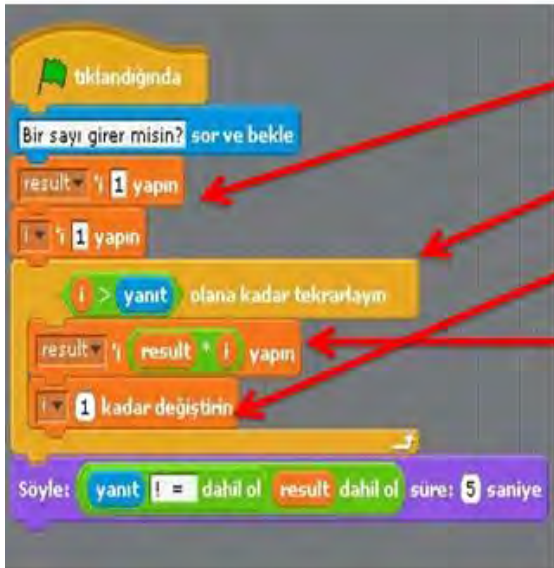 tıklandığında
Bir sayı girer misin? sor ve bekle
result 'i 1 yapın
i 'i 1 yapın
i > yanıt olana kadar tekrarlayın
result 'i result * i yapın
i 1 kadar değiştirin
Söyle: yanıt ! = dahil ol result dahil ol süre: 5 saniye